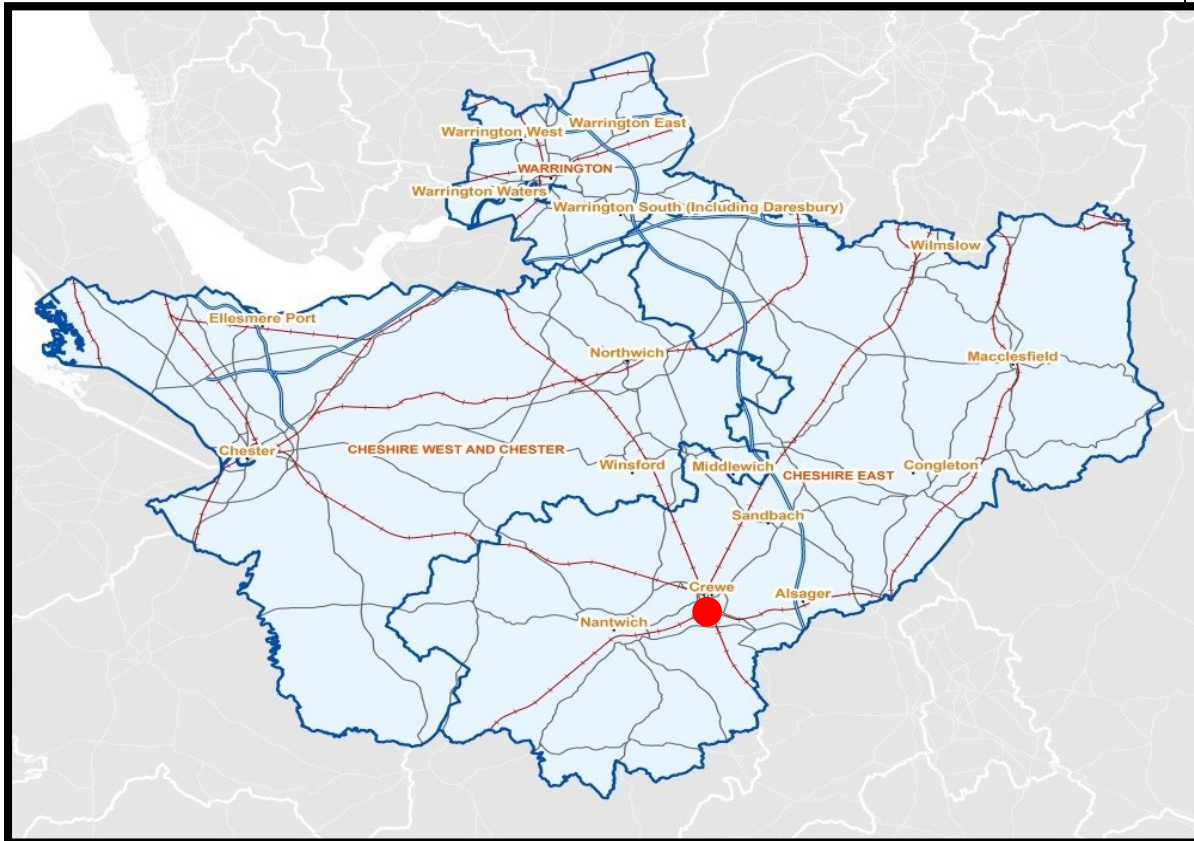 Warrington East
Warrington West
WARRINGTON
Warrington Waters
Warrington South (Including Daresbury)
Wilmslow
Ellesmere Port
Northwich
Macclesfield
Chester
CHESHIRE WEST AND CHESTER
Winsford
Middlewich
CHESHIRE EAST
Congleton
Sandbach
Crewe
Alsager
Nantwich